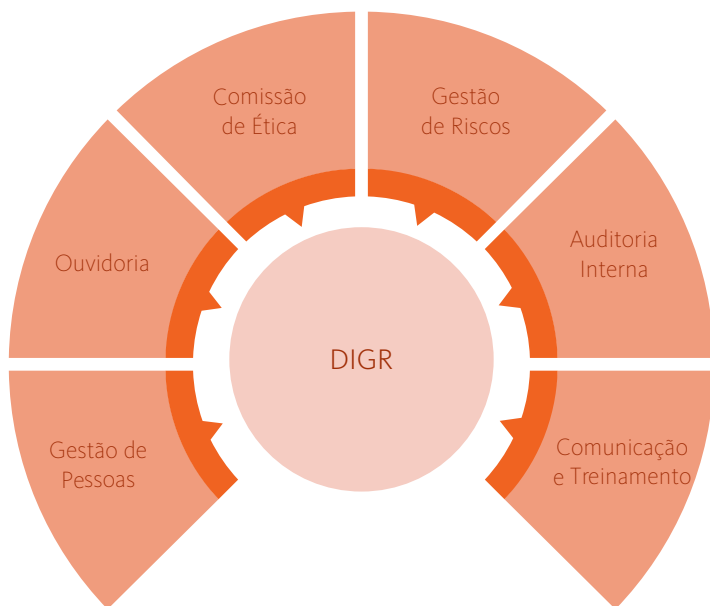 Comissão
de Ética
Gestão
de Riscos
Ouvidoria
Auditoria
Interna
DIGR
Gestão de
Pessoas
Comunicação
e Treinamento